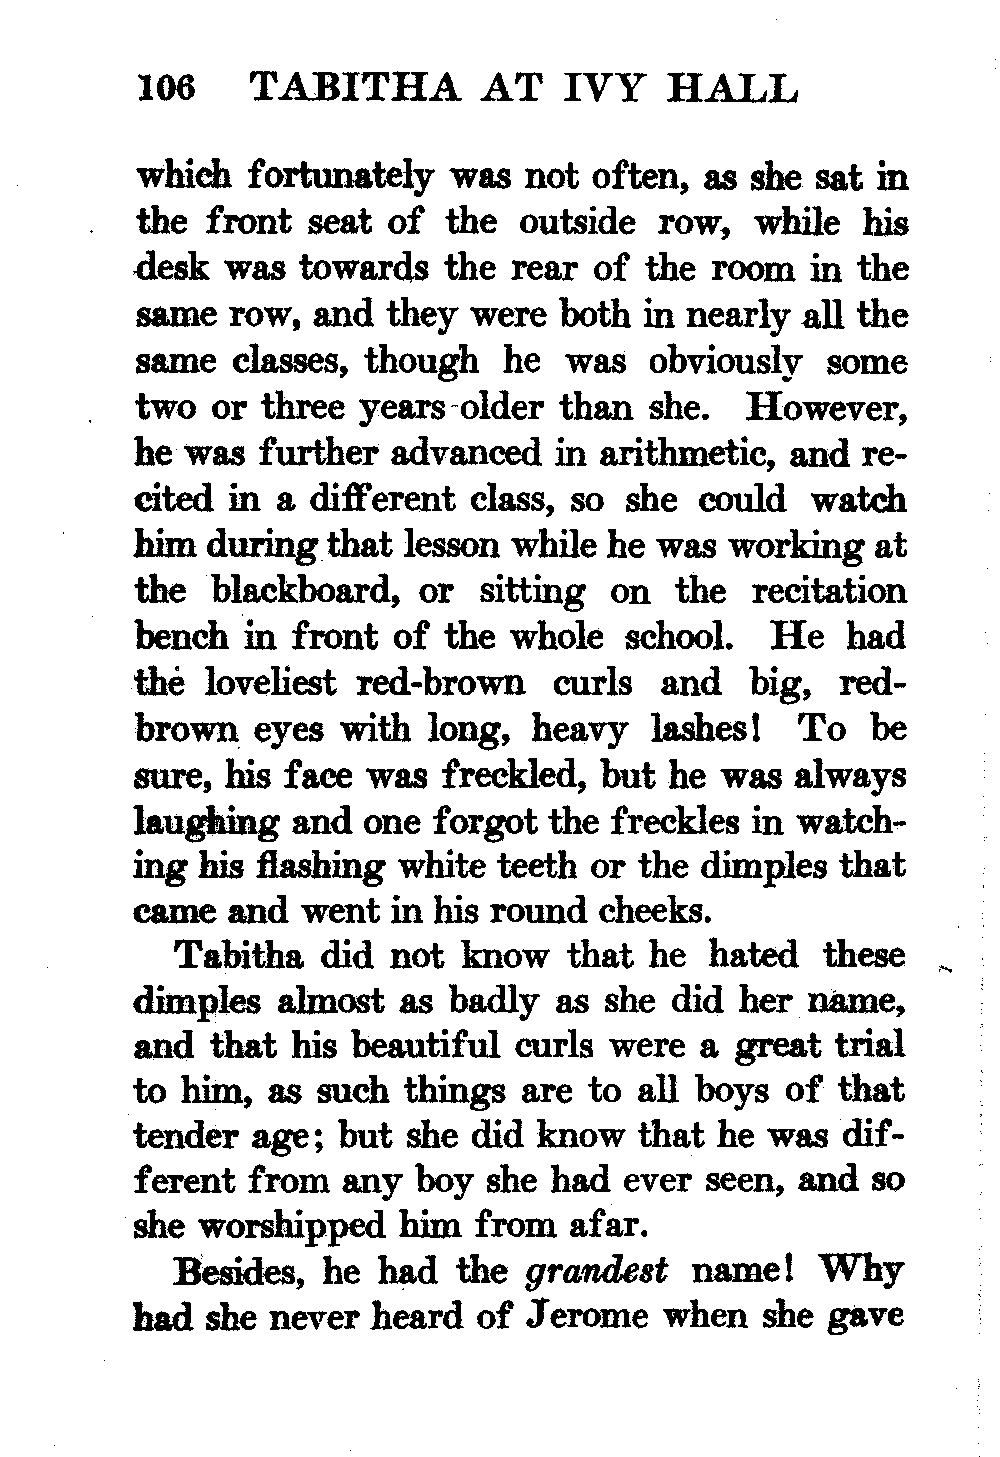 106 TABITHA AT IVY HALL
which fortunately was not often, as she sat in
the front seat of the outside row, while his
desk was towards the rear of the room in the
same row, and they were both in nearly all the
same classes, though he was obviously some
two or three years older than she. However,
he was further advanced in arithmetic, and re-
cited in a different class, so she could watch
him during that lesson while he was working at
the blackboard, or sitting on the recitation
bench in front of the whole school. He had
the loveliest red-brown curls and big, red-
brown eyes with long, heavy lashes! To be
sure, his face was freckled, but he was always
laughing and one forgot the freckles in watch-
ing his flashing white teeth or the dimples that
came and went in his round cheeks.
Tabitha did not know that he hated these
dimples almost as badly as she did her name,
and that his beautiful curls were a great trial
to him, as such things are to all boys of that
tender age; but she did know that he was dif-
ferent from any boy she had ever seen, and so
she worshipped him from afar.
Besides, he had the grandest name! Why
had she never heard of Jerome when she gave